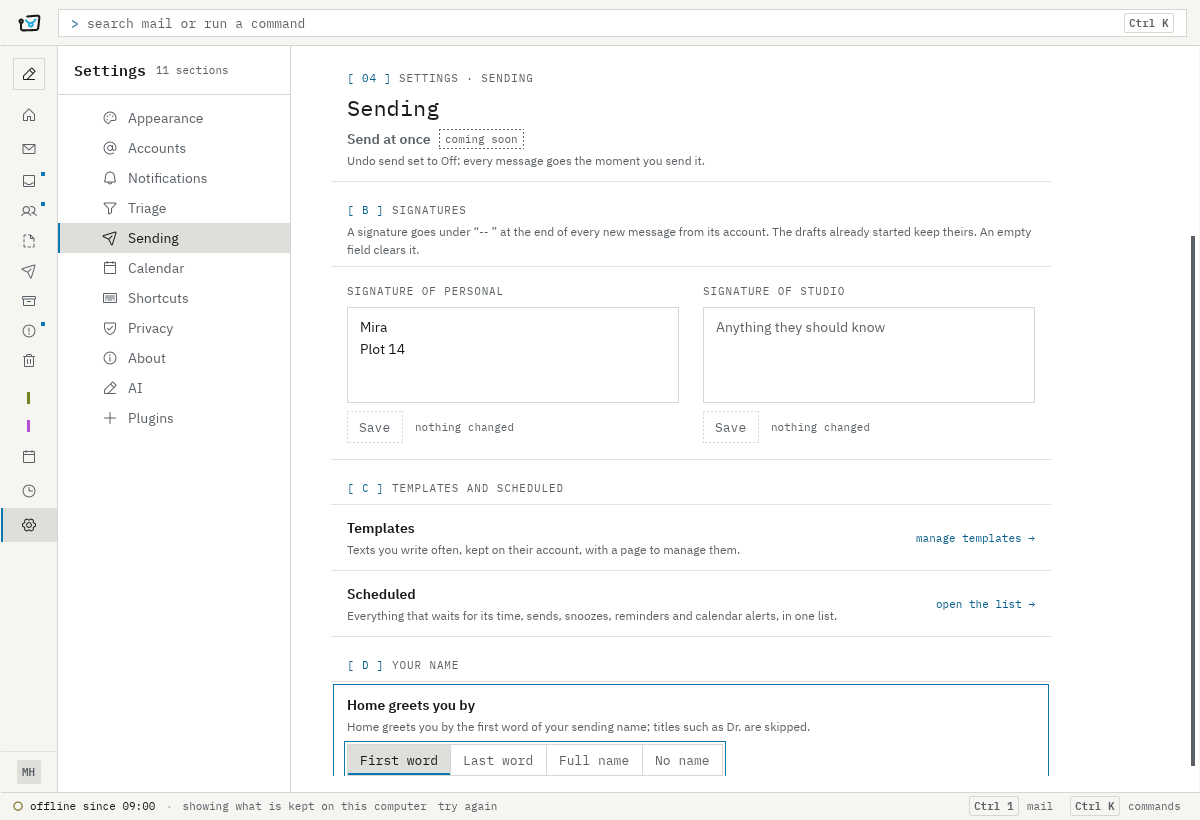 > search mail or run a command
Ctrl K
Settings 11 sections
Appearance
Accounts
Notifications
Triage
Sending
Calendar
Shortcuts
Privacy
About
AI
Plugins
MH
[ 04 ] SETTINGS · SENDING
Sending
Send at once coming soon
Undo send set to Off: every message goes the moment you send it.
[ B ] SIGNATURES
A signature goes under “-- ” at the end of every new message from its account. The drafts already started keep theirs. An empty
field clears it.
SIGNATURE OF PERSONAL
Mira
Plot 14
Save nothing changed
SIGNATURE OF STUDIO
Anything they should know
Save nothing changed
[ C ] TEMPLATES AND SCHEDULED
Templates
Texts you write often, kept on their account, with a page to manage them.
manage templates →
Scheduled
Everything that waits for its time, sends, snoozes, reminders and calendar alerts, in one list.
open the list →
[ D ] YOUR NAME
Home greets you by
Home greets you by the first word of your sending name; titles such as Dr. are skipped.
First word Last word Full name No name
offline since 09:00 · showing what is kept on this computer try again
Ctrl 1 mail Ctrl K commands